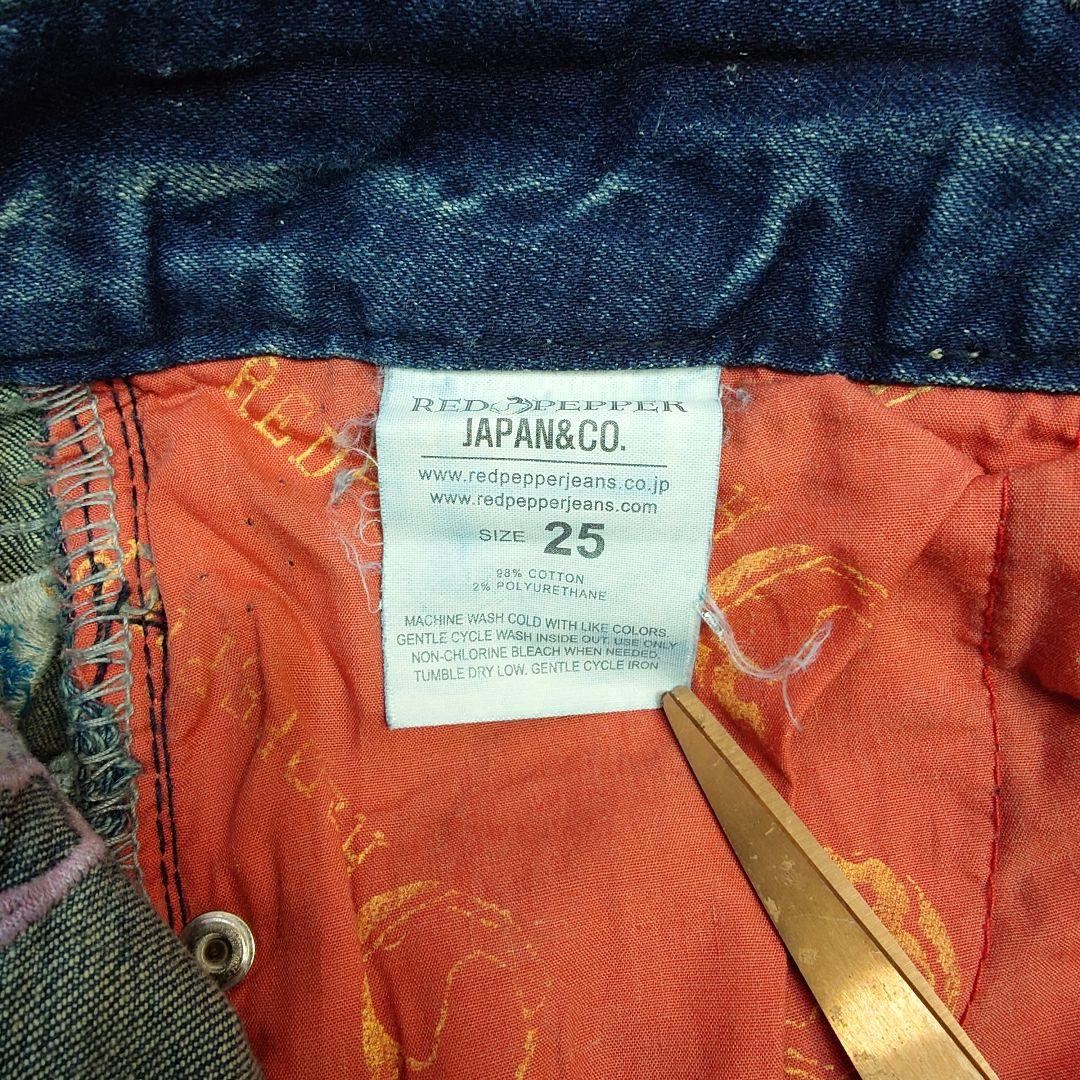 RED PEPPER
JAPAN&CO.
www.redpepperjeans.co.jp
www.redpepperjeans.com
SIZE 25
98% COTTON
2% POLYURETHANE
MACHINE WASH COLD WITH LIKE COLORS.
GENTLE CYCLE WASH INSIDE OUT. USE ONLY
NON-CHLORINE BLEACH WHEN NEEDED.
TUMBLE DRY LOW. GENTLE CYCLE IRON
RED